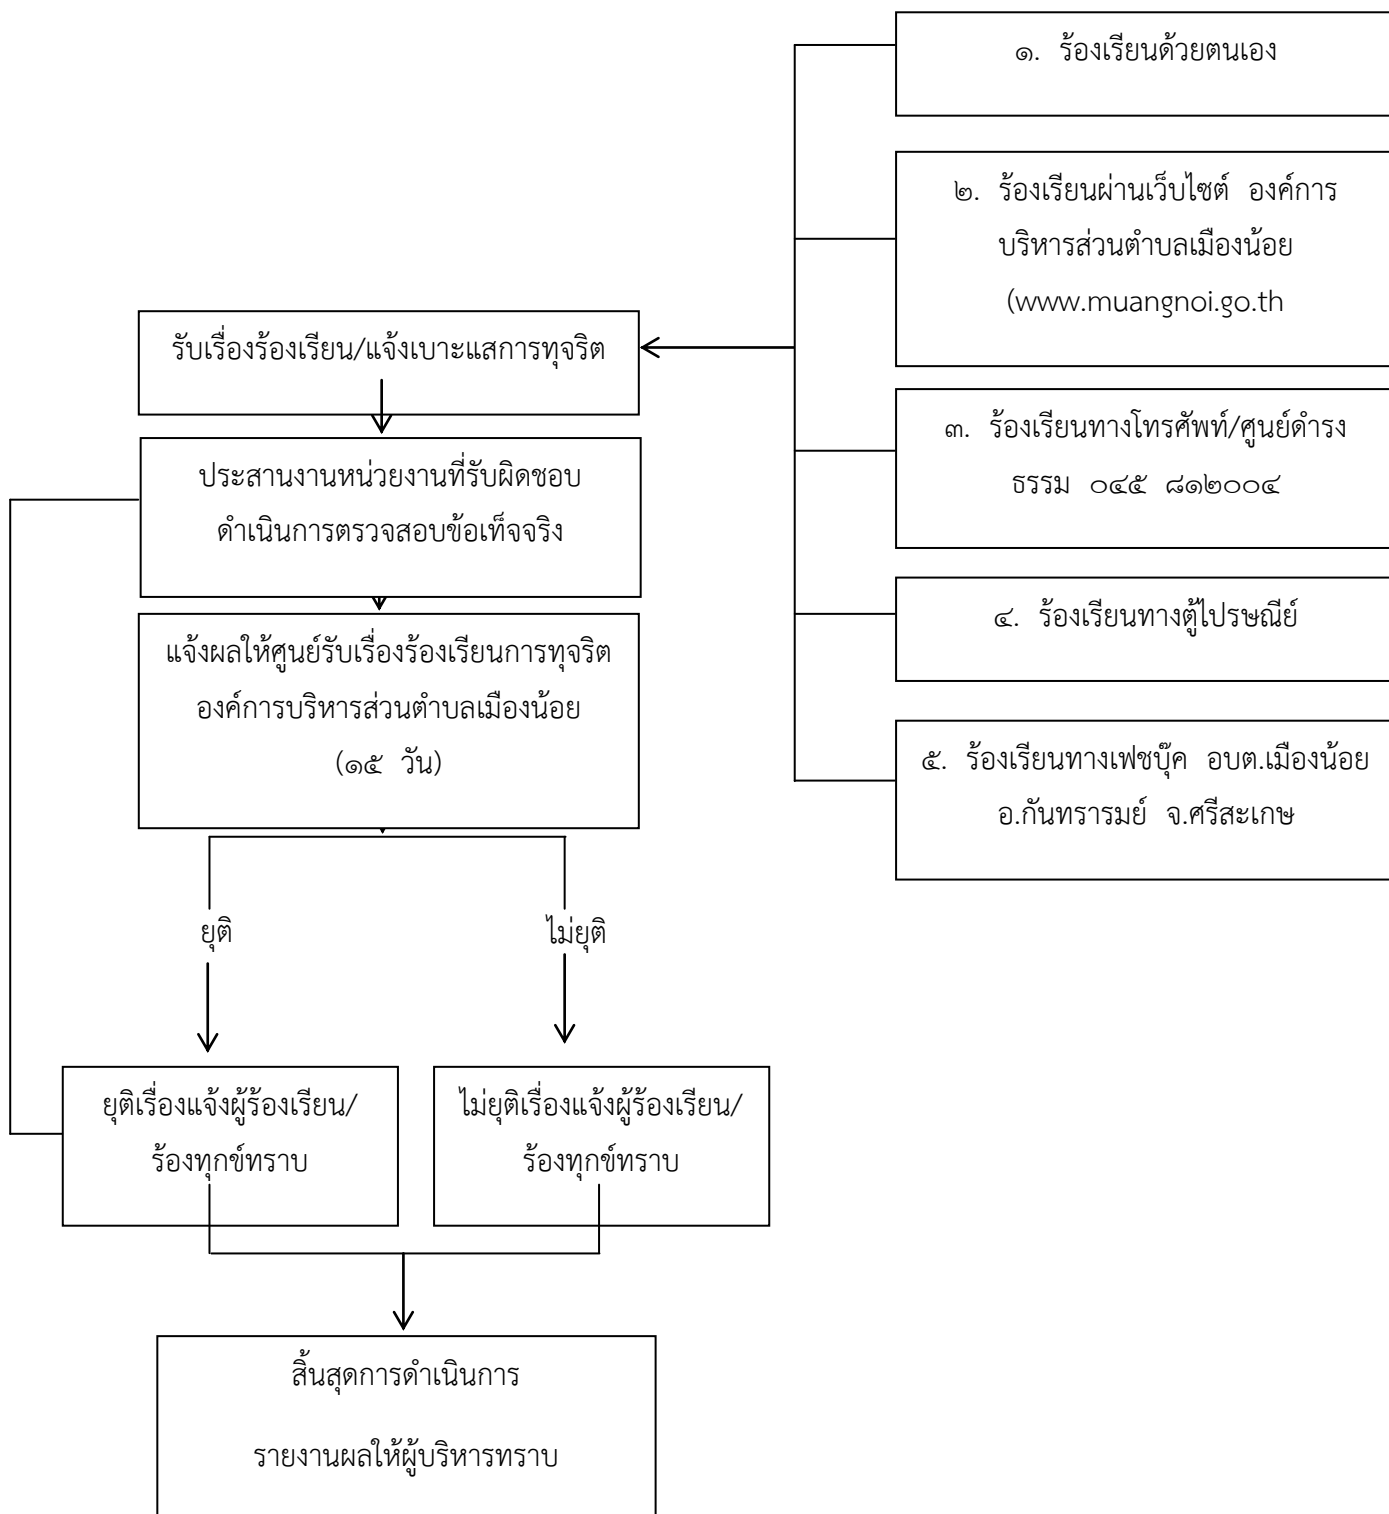 ๑. ร้องเรียนด้วยตนเอง
๒. ร้องเรียนผ่านเว็บไซต์ องค์การ
บริหารส่วนตำบลเมืองน้อย
(www.muangnoi.go.th
๓. ร้องเรียนทางโทรศัพท์/ศูนย์ดำรง
ธรรม ๐๔๕ ๘๑๒๐๐๔
๔. ร้องเรียนทางตู้ไปรษณีย์
๕. ร้องเรียนทางเฟซบุ๊ค อบต.เมืองน้อย
อ.กันทรารมย์ จ.ศรีสะเกษ
รับเรื่องร้องเรียน/แจ้งเบาะแสการทุจริต
ประสานงานหน่วยงานที่รับผิดชอบ
ดำเนินการตรวจสอบข้อเท็จจริง
แจ้งผลให้ศูนย์รับเรื่องร้องเรียนการทุจริต
องค์การบริหารส่วนตำบลเมืองน้อย
(๑๕ วัน)
ยุติ
ไม่ยุติ
ยุติเรื่องแจ้งผู้ร้องเรียน/
ร้องทุกข์ทราบ
ไม่ยุติเรื่องแจ้งผู้ร้องเรียน/
ร้องทุกข์ทราบ
สิ้นสุดการดำเนินการ
รายงานผลให้ผู้บริหารทราบ